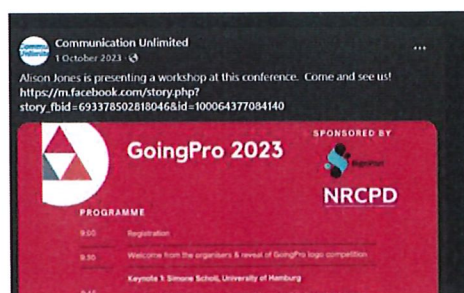 Communication Unlimited
1 October 2023 ·
Alison Jones is presenting a workshop at this conference. Come and see us!
https://m.facebook.com/story.php?
story_fbid=693378502818046&id=100064377084140
SPONSORED BY
GoingPro 2023
NRCPD
PROGRAMME
9:00 Registration
9:30 Welcome from the organisers & reveal of GoingPro logo competition
Keynote 1: Simone Scholl, University of Hamburg